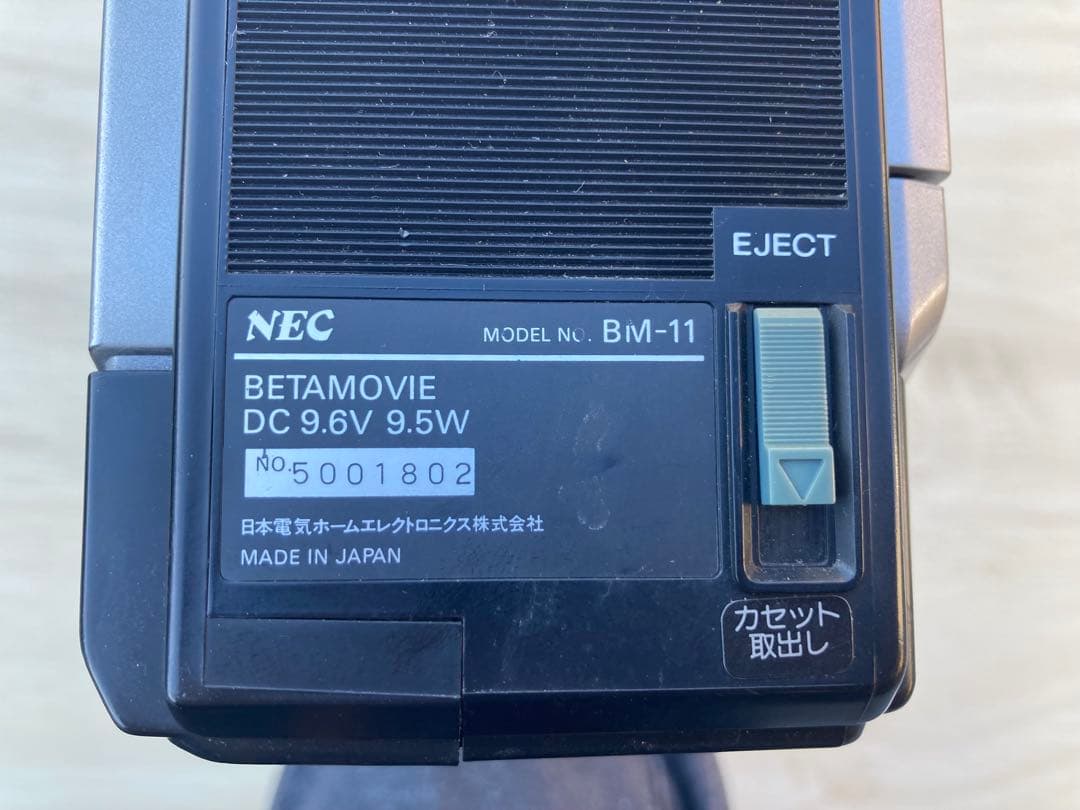 EJECT
NEC MODEL NO. BM-11
BETAMOVIE
DC 9.6V 9.5W
NO. 5001802
日本電気ホームエレクトロニクス株式会社
MADE IN JAPAN
カセット
取出し